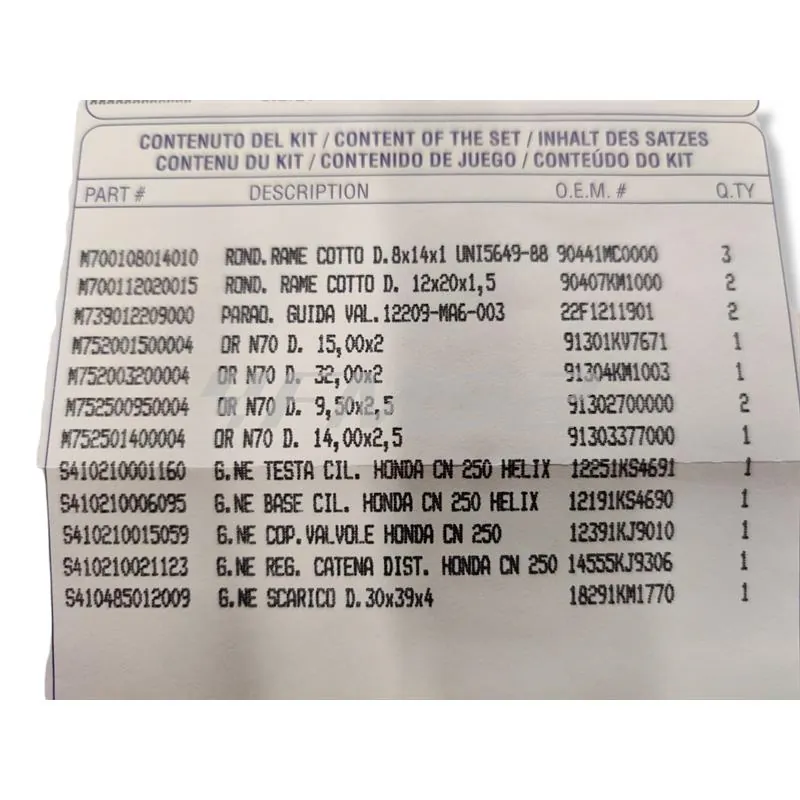 CONTENUTO DEL KIT / CONTENT OF THE SET / INHALT DES SATZES
CONTENU DU KIT / CONTENIDO DE JUEGO / CONTEÚDO DO KIT
PART # DESCRIPTION O.E.M. # Q.TY
M700108014010 ROND.RAME COTTO D.8x14x1 UNI5649-88 90441MC0000 3
M700112020015 ROND. RAME COTTO D. 12x20x1,5 90407KM1000 2
M739012209000 PARAO. GUIDA VAL.12209-MA6-003 22F1211901 2
M752001500004 OR N70 D. 15,00x2 91301KV7671 1
M752003200004 OR N70 D. 32,00x2 91304KM1003 1
M752500950004 OR N70 D. 9,50x2,5 91302700000 2
M752501400004 OR N70 D. 14,00x2,5 91303377000 1
S410210001160 G.NE TESTA CIL. HONDA CN 250 HELIX 12251KS4691 1
S410210006095 G.NE BASE CIL. HONDA CN 250 HELIX 12191KS4690 1
S410210015059 G.NE COP.VALVOLE HONDA CN 250 12391KJ9010 1
S410210021123 G.NE REG. CATENA DIST. HONDA CN 250 14555KJ9306 1
S410485012009 G.NE SCARICO D.30x39x4 18291KM1770 1